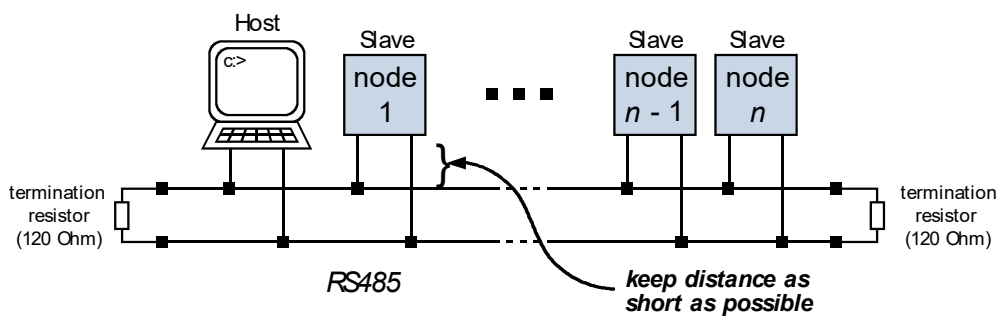 Host
c:>
Slave
node
1
Slave
node
n - 1
Slave
node
n
termination
resistor
(120 Ohm)
termination
resistor
(120 Ohm)
RS485
keep distance as
short as possible